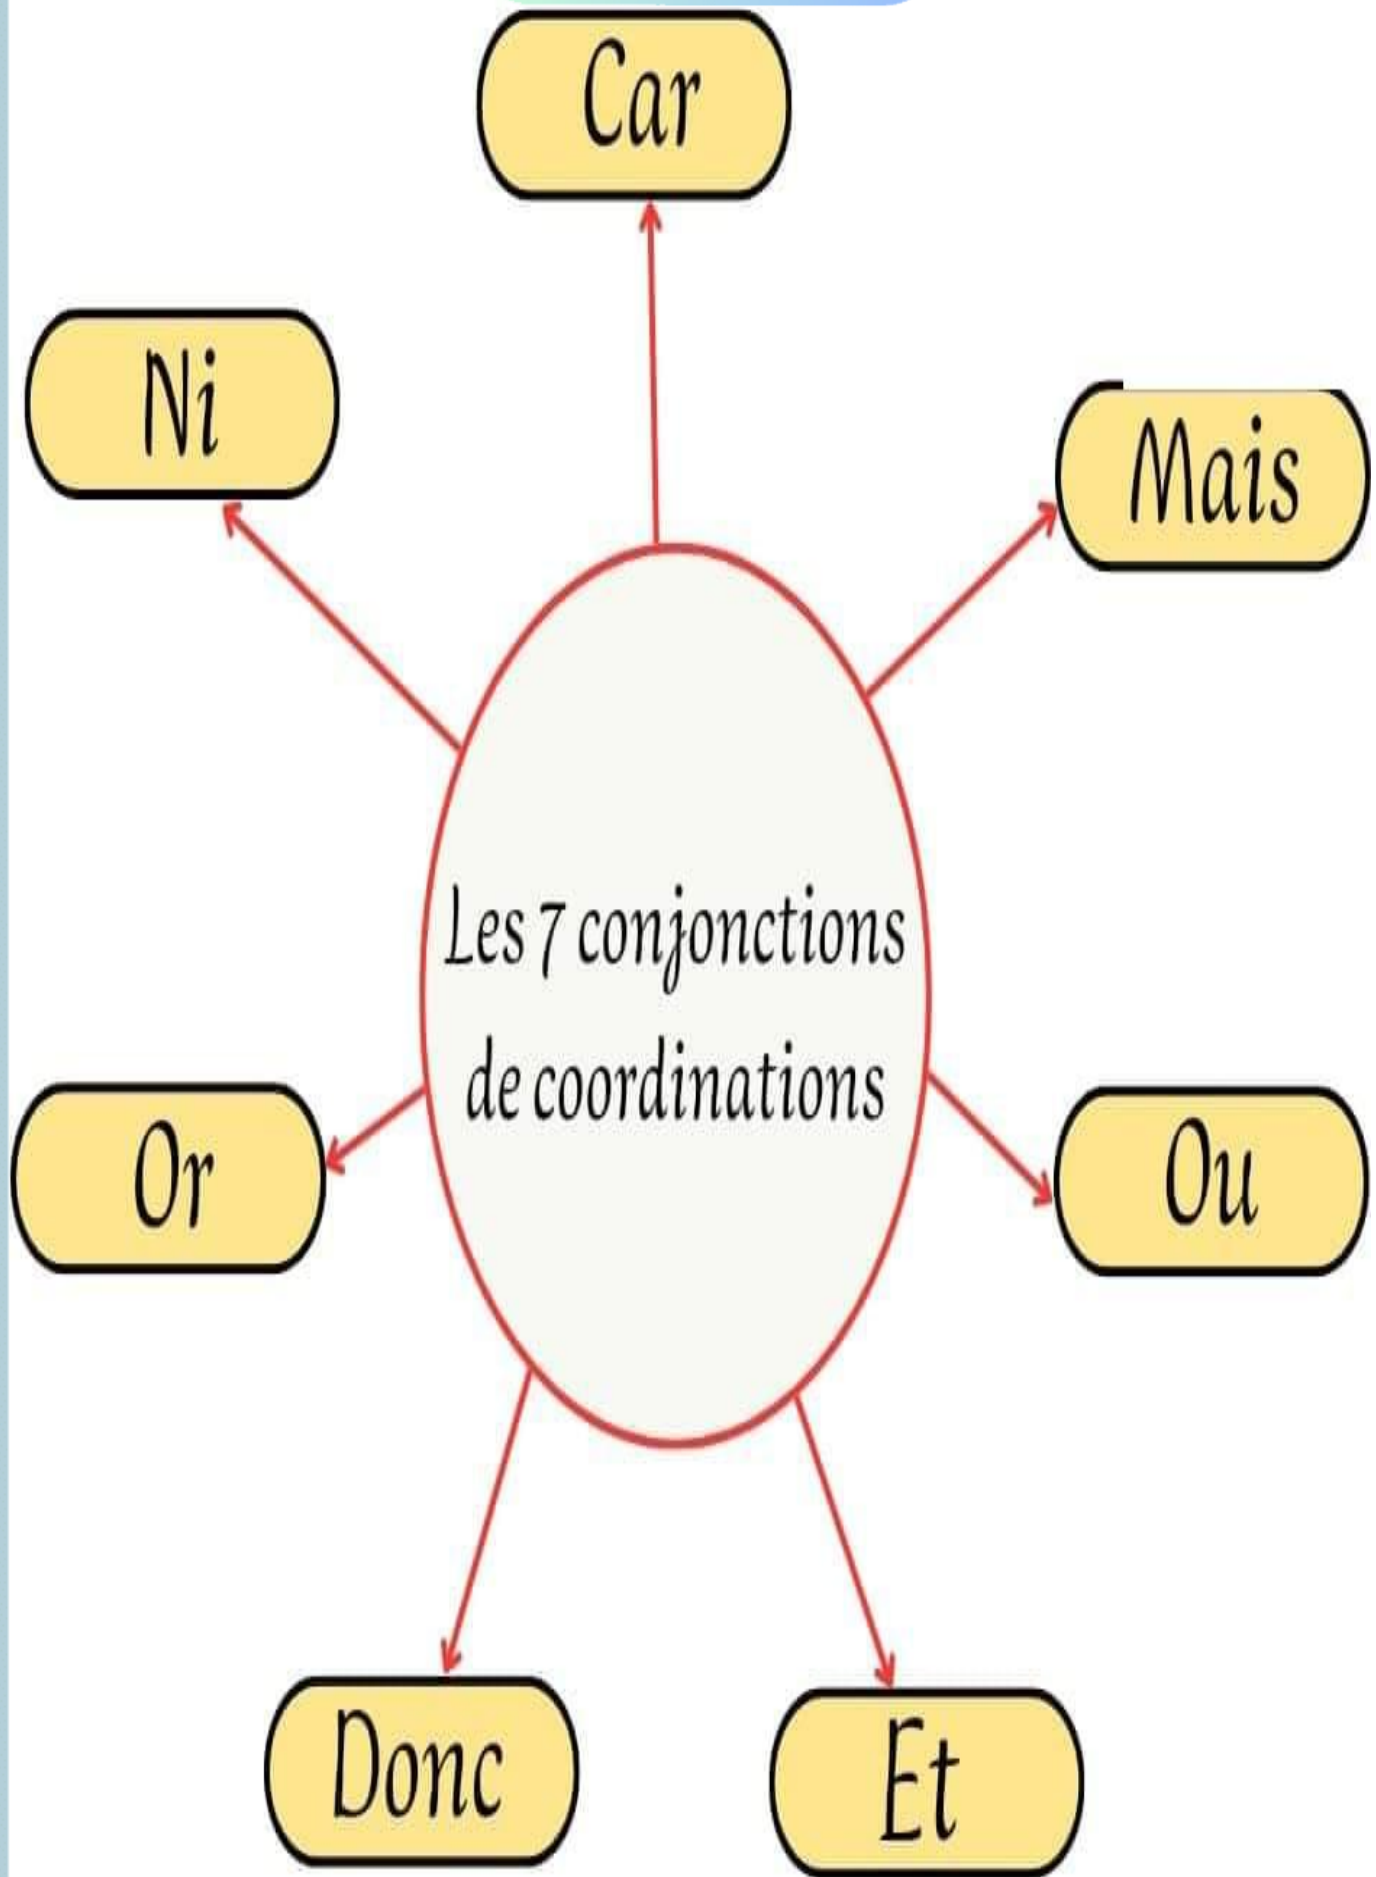 Car
Ni
Mais
Les 7 conjonctions
de coordinations
Or
Ou
Donc
Et